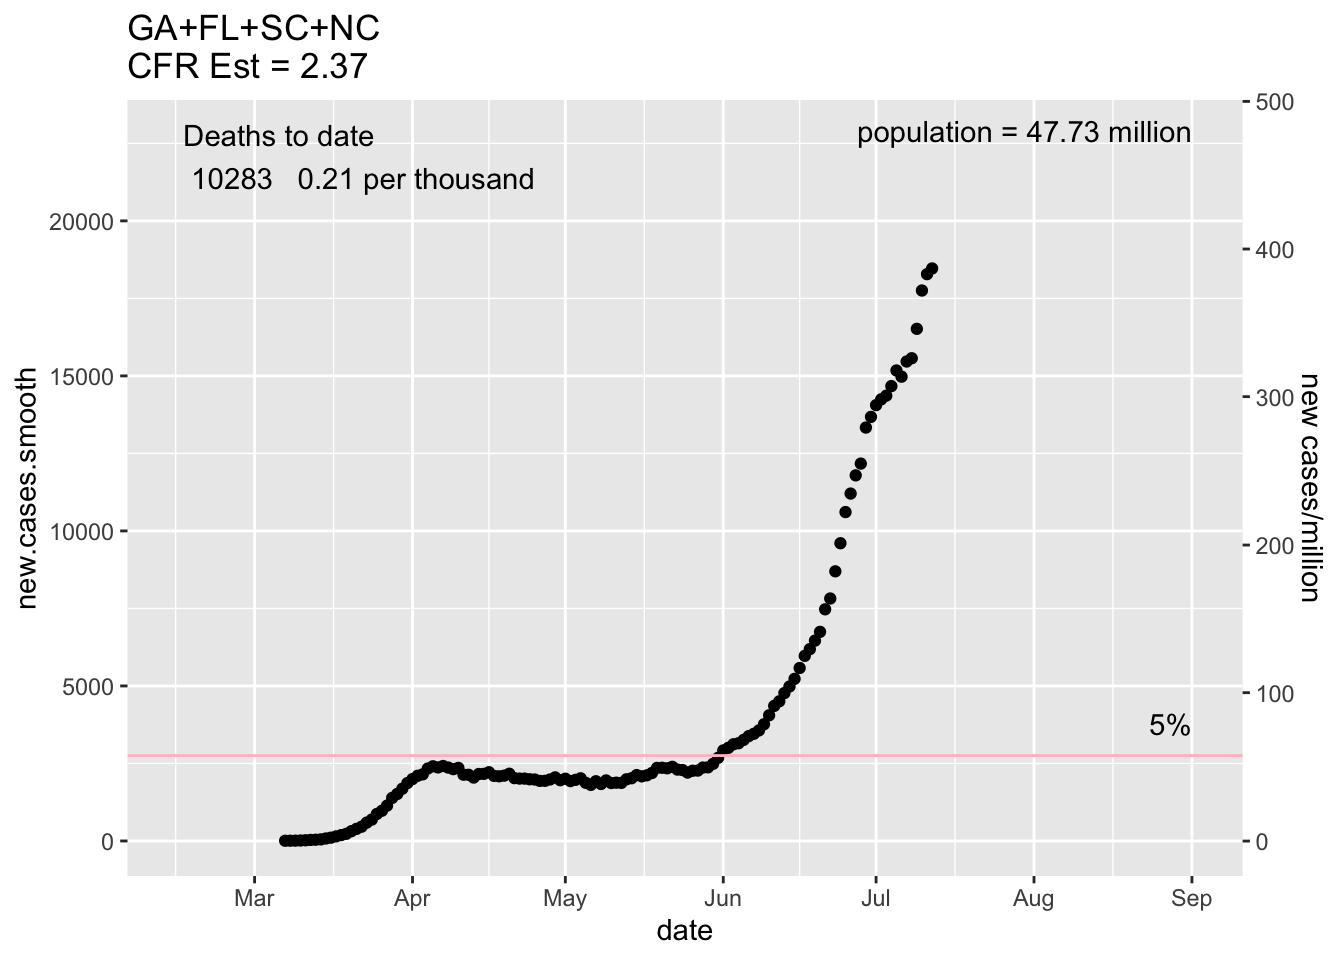 GA+FL+SC+NC
CFR Est = 2.37
Deaths to date
10283 0.21 per thousand
population = 47.73 million
5%
new.cases.smooth
20000
15000
10000
5000
0
500
400
300
200
100
0
new cases/million
Mar Apr May Jun Jul Aug Sep
date